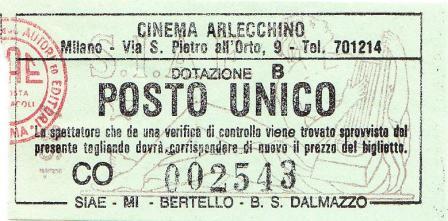 CINEMA ARLECCHINO
Milano - Via S. Pietro all'Orto, 9 - Tel. 701214
DOTAZIONE B
POSTO UNICO
Lo spettatore che da una verifica di controllo viene trovato sprovvisto del
presente tagliando dovrà corrispondere di nuovo il prezzo del biglietto.
CO 002543
SIAE - MI - BERTELLO - B. S. DALMAZZO